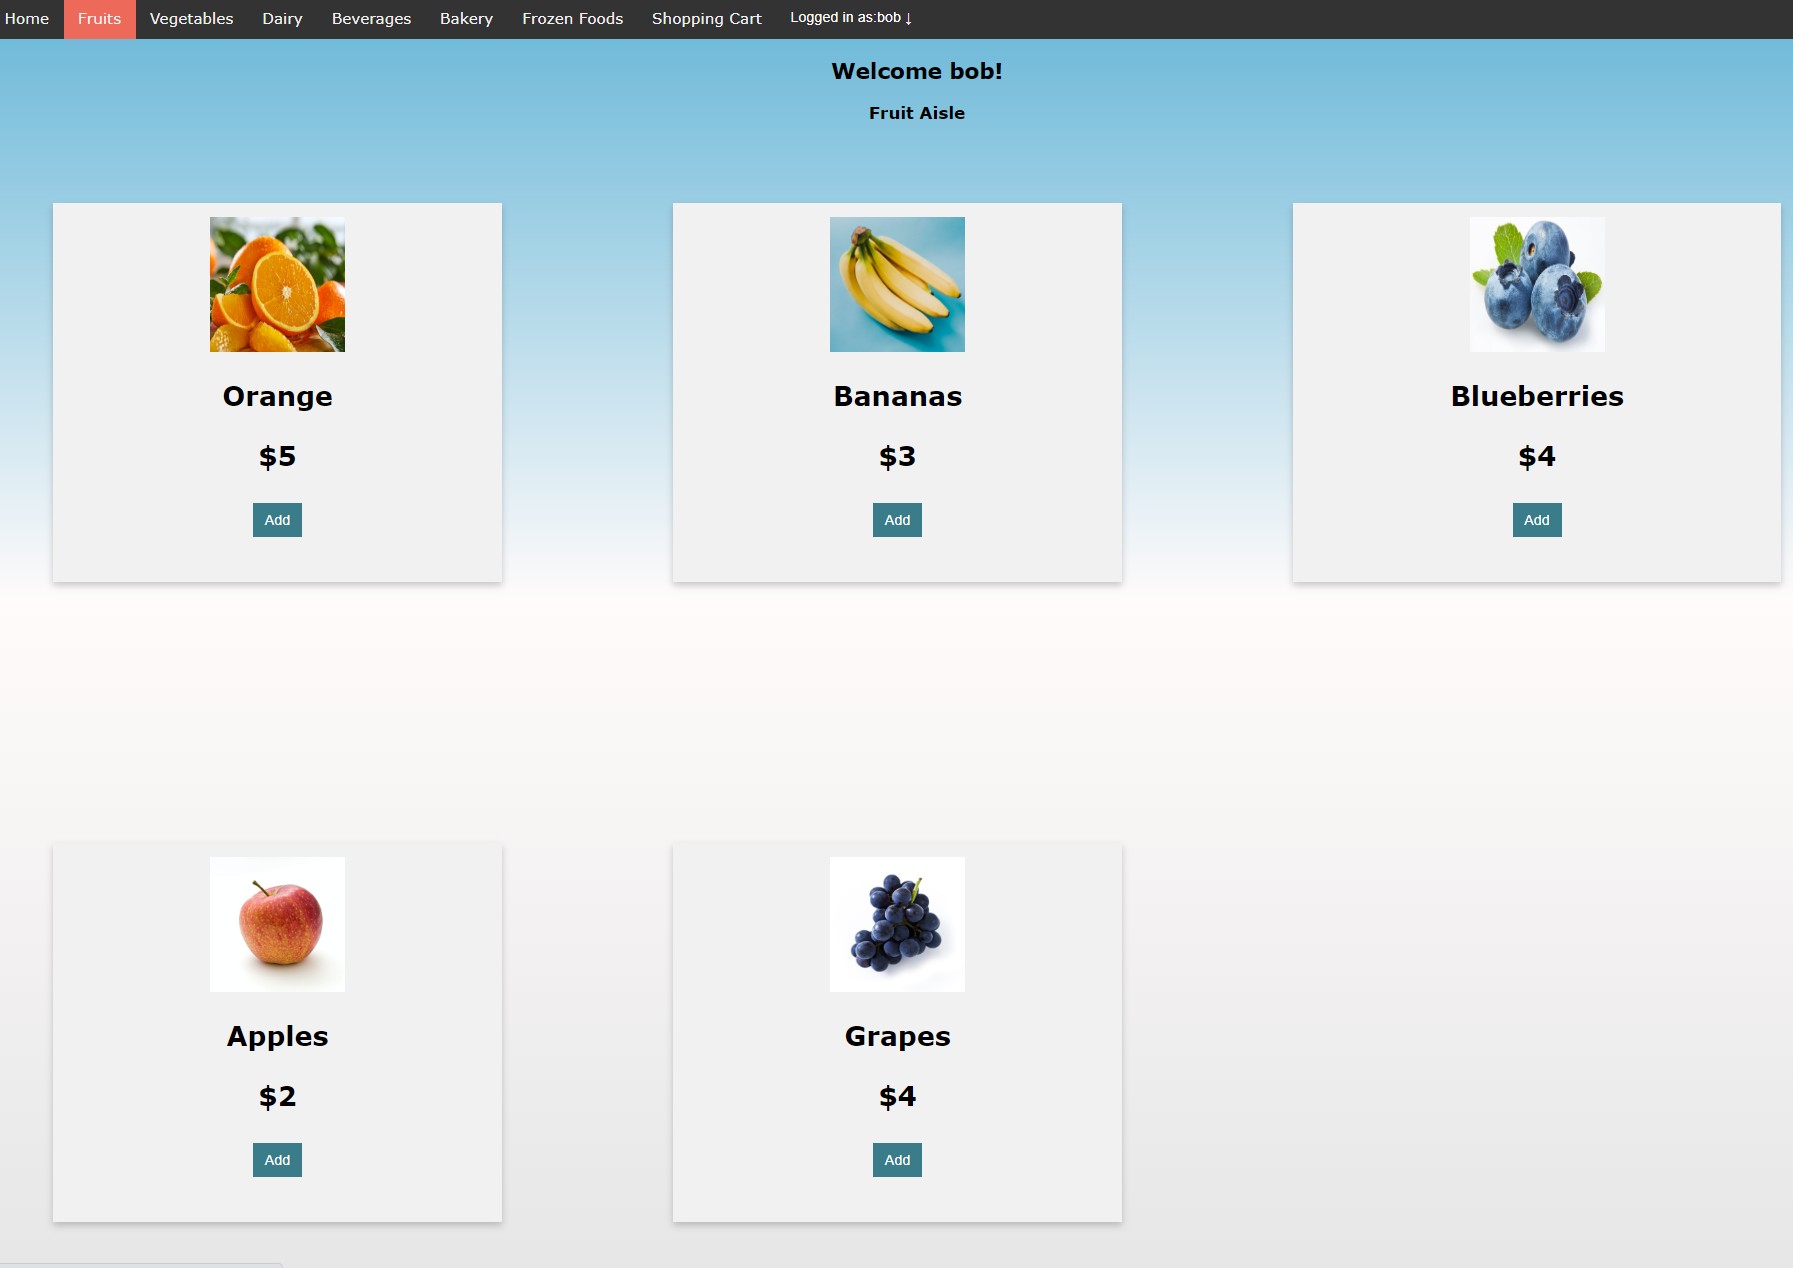 Home Fruits Vegetables Dairy Beverages Bakery Frozen Foods Shopping Cart Logged in as:bob ↓
Welcome bob!
Fruit Aisle
Orange
$5
Add
Bananas
$3
Add
Blueberries
$4
Add
Apples
$2
Add
Grapes
$4
Add